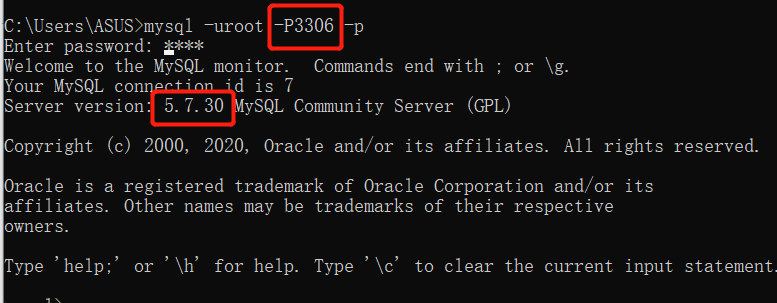 C:\Users\ASUS>mysql -uroot -P3306 -p
Enter password: ****
Welcome to the MySQL monitor.  Commands end with ; or \g.
Your MySQL connection id is 7
Server version: 5.7.30 MySQL Community Server (GPL)
Copyright (c) 2000, 2020, Oracle and/or its affiliates. All rights reserved.
Oracle is a registered trademark of Oracle Corporation and/or its
affiliates. Other names may be trademarks of their respective
owners.
Type 'help;' or '\h' for help. Type '\c' to clear the current input statement.